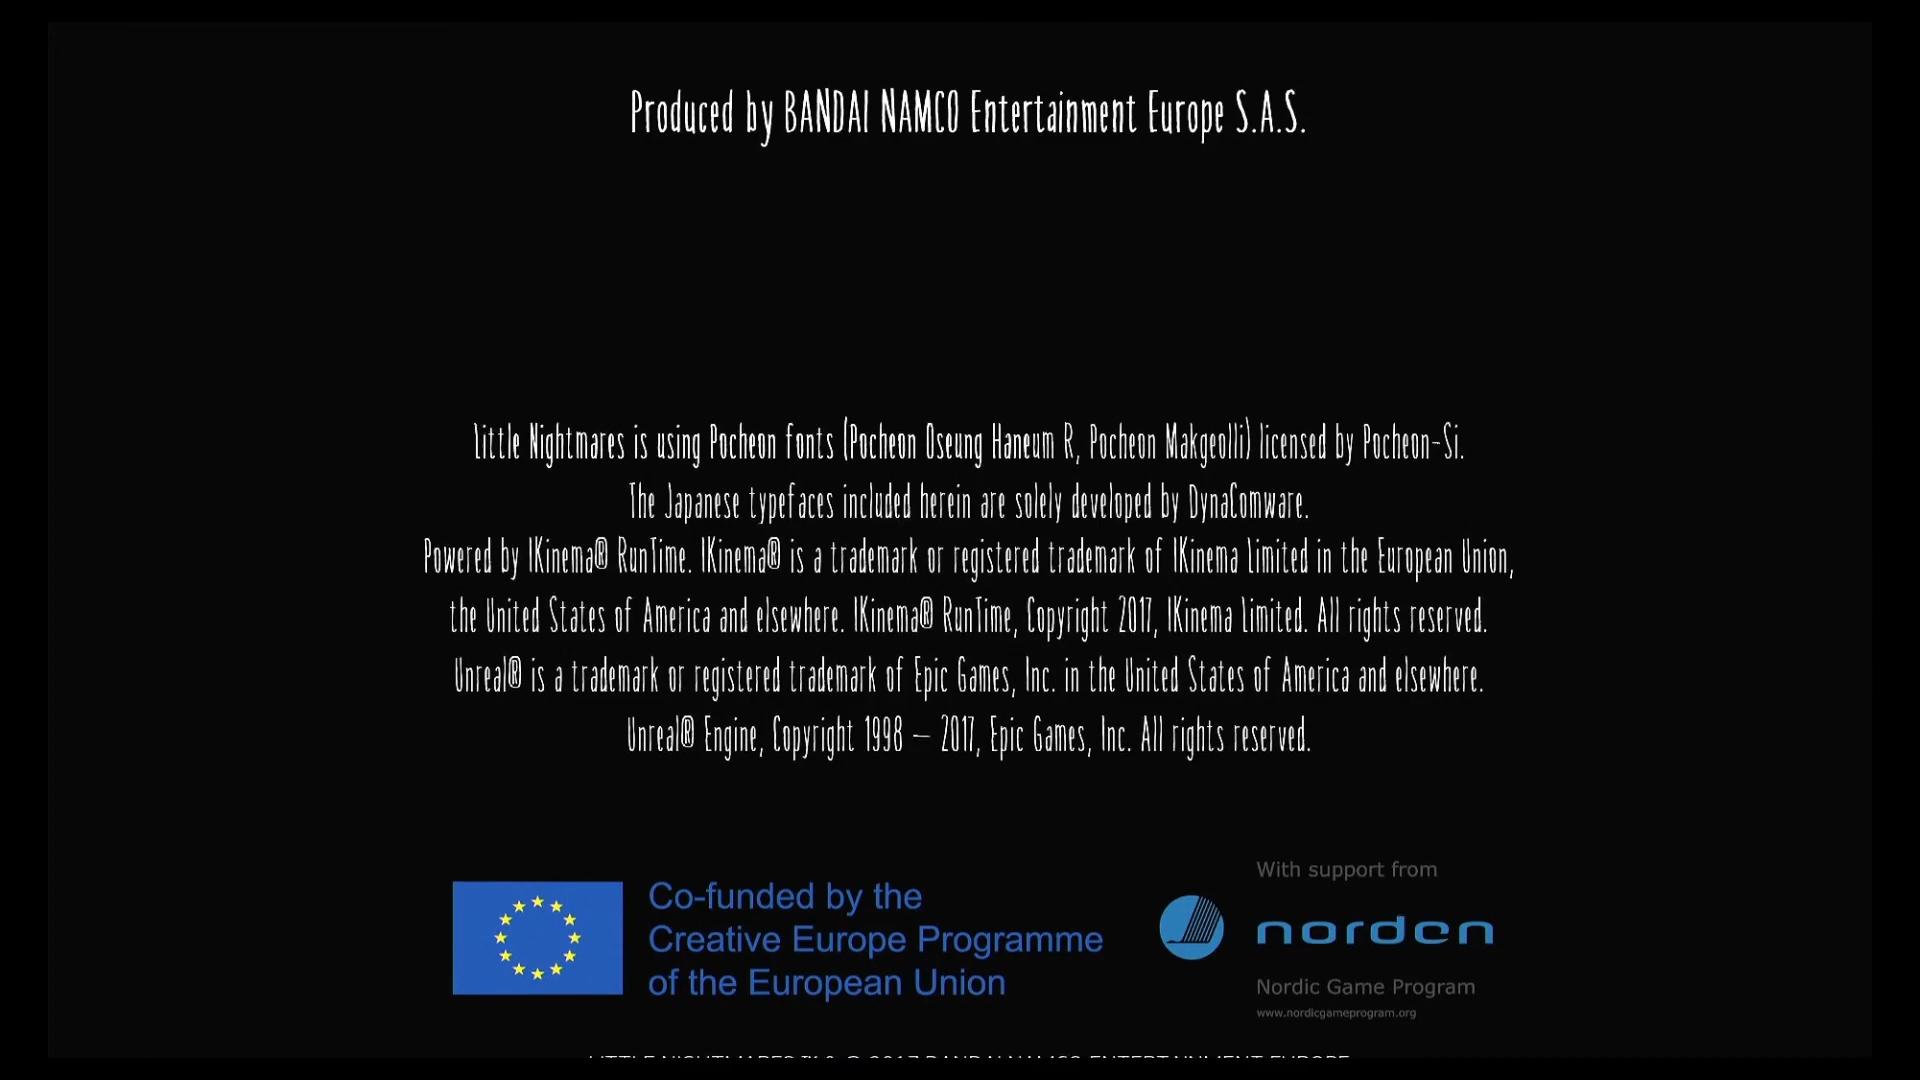 Produced by BANDAI NAMCO Entertainment Europe S.A.S.
Little Nightmares is using Pocheon fonts (Pocheon Oseung Haneum R, Pocheon Makgeolli) licensed by Pocheon-Si.
The Japanese typefaces included herein are solely developed by DynaComware.
Powered by IKinema® RunTime. IKinema® is a trademark or registered trademark of IKinema Limited in the European Union,
the United States of America and elsewhere. IKinema® RunTime, Copyright 2017, IKinema Limited. All rights reserved.
Unreal® is a trademark or registered trademark of Epic Games, Inc. in the United States of America and elsewhere.
Unreal® Engine, Copyright 1998 – 2017, Epic Games, Inc. All rights reserved.
Co-funded by the
Creative Europe Programme
of the European Union
With support from
norden
Nordic Game Program
www.nordicgameprogram.org